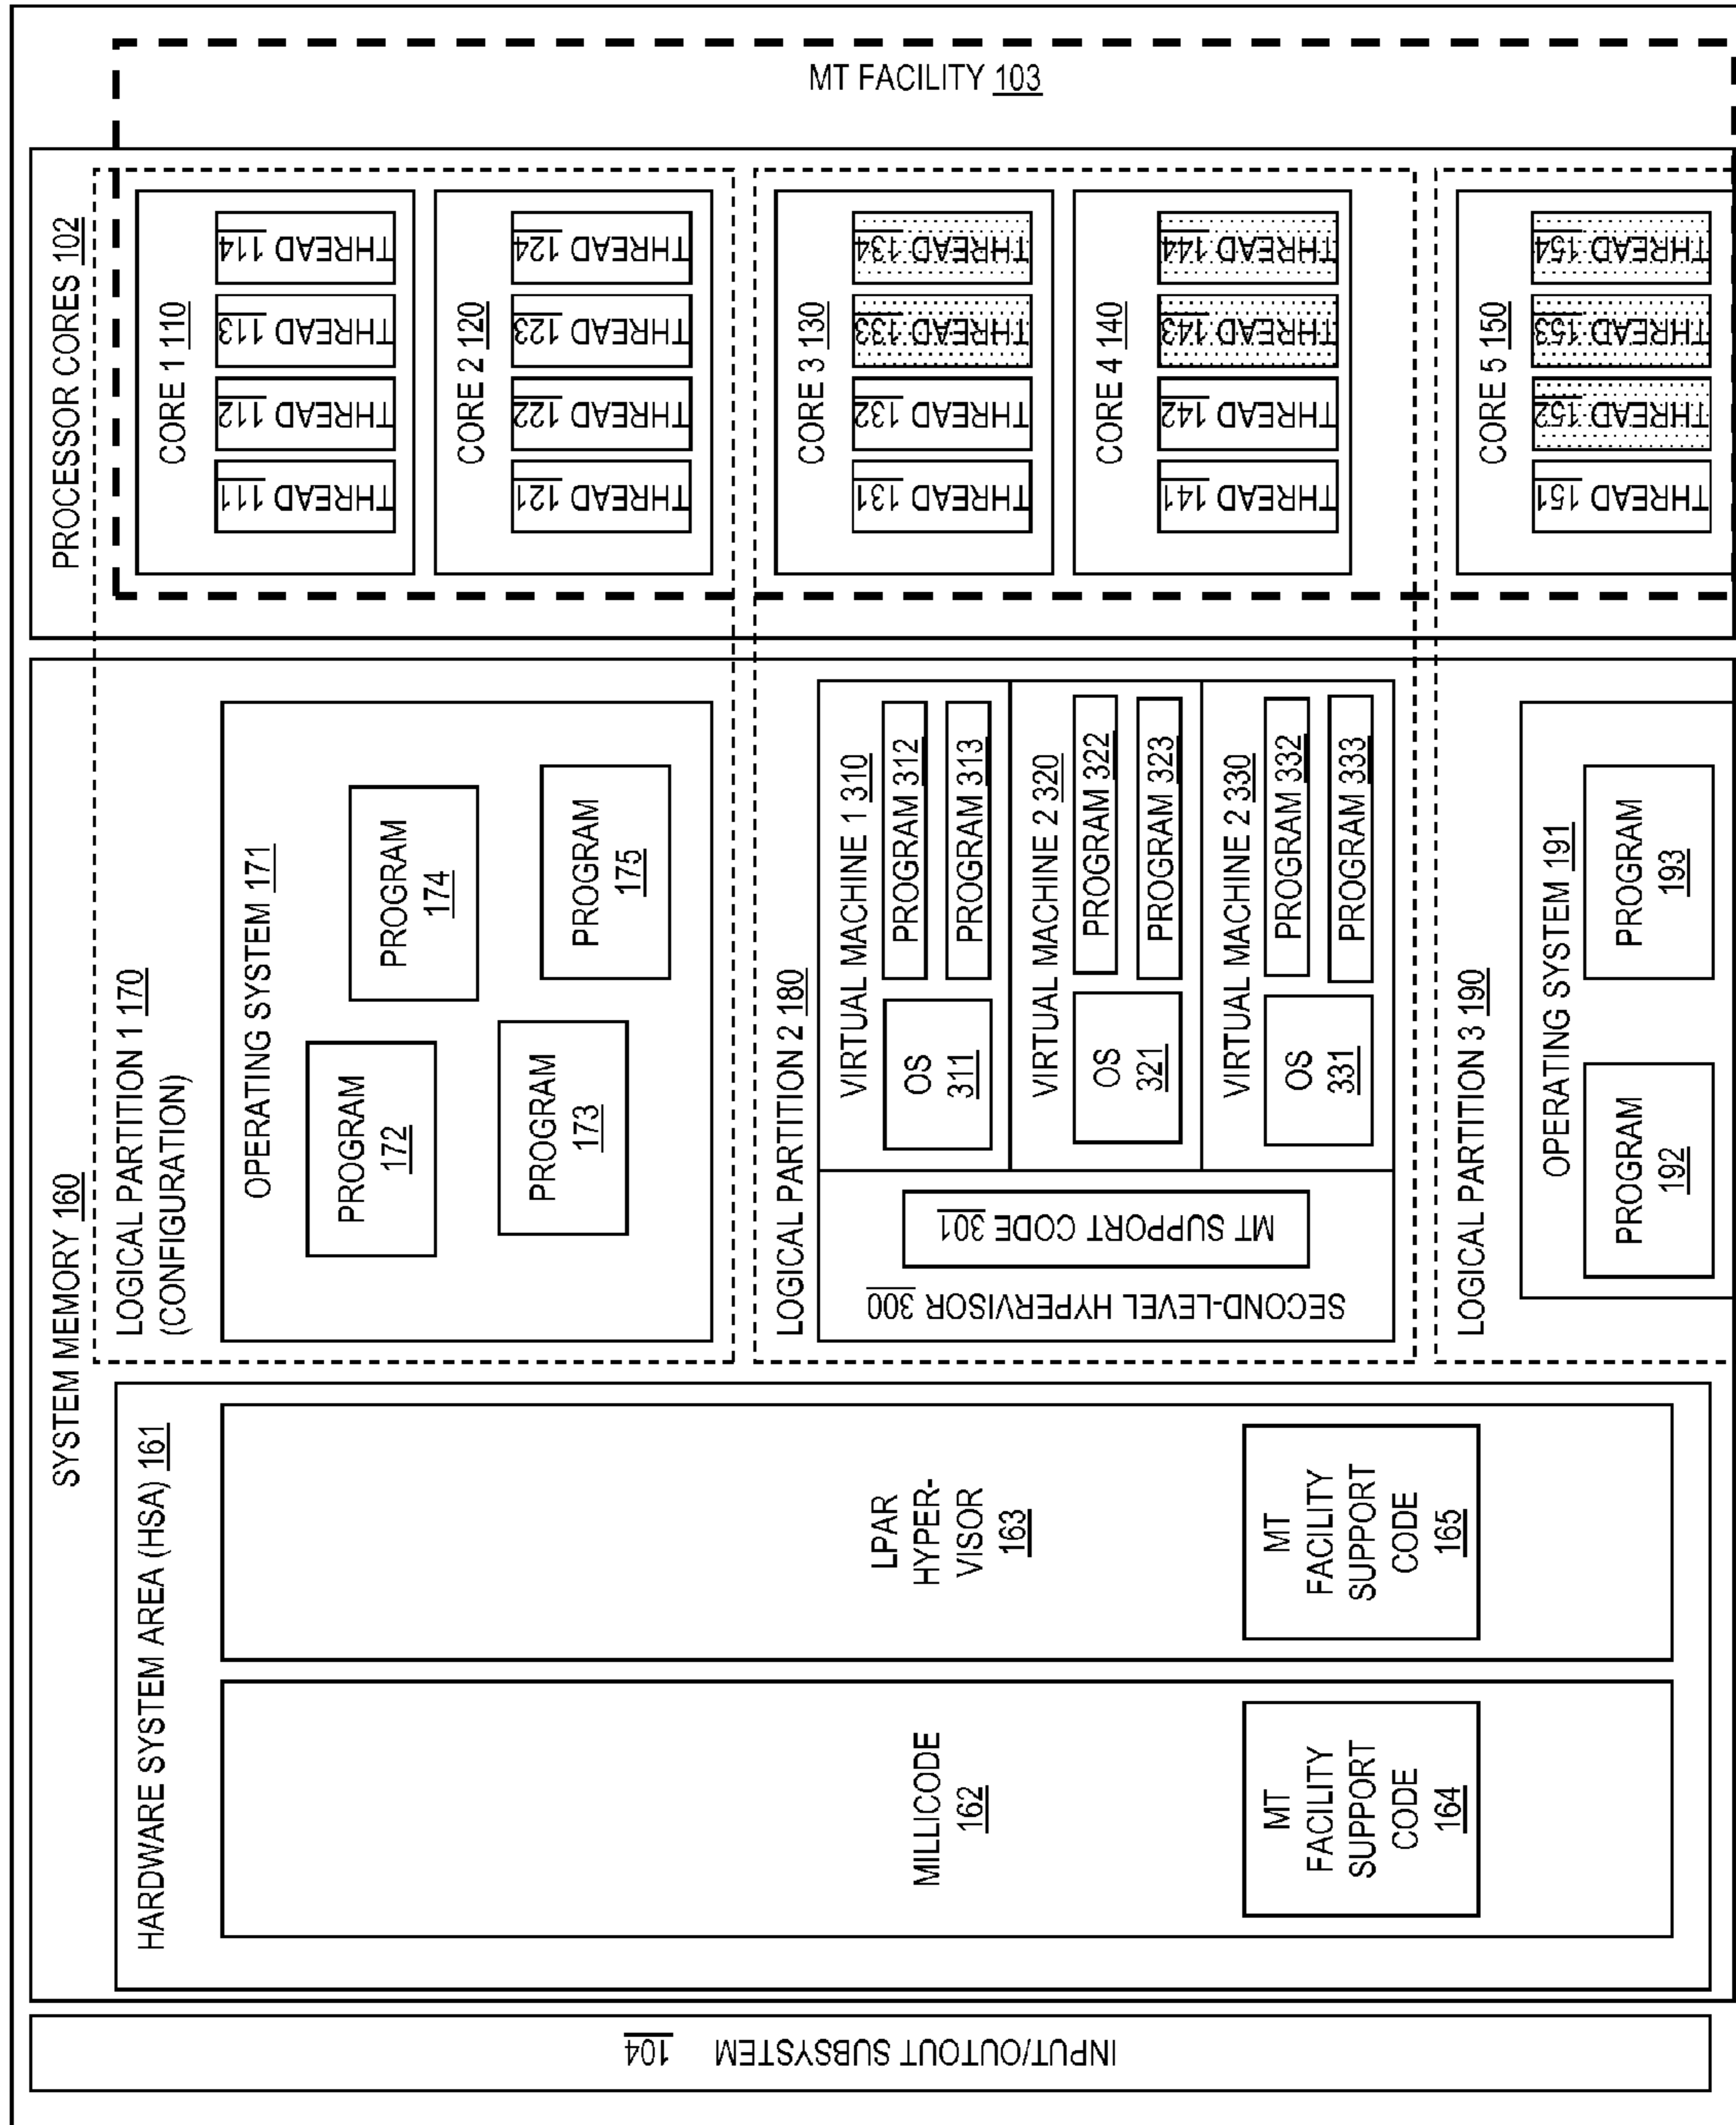 MT FACILITY 103
PROCESSOR CORES 102
CORE 1 110
THREAD 111
THREAD 112
THREAD 113
THREAD 114
CORE 2 120
THREAD 121
THREAD 122
THREAD 123
THREAD 124
CORE 3 130
THREAD 131
THREAD 132
THREAD 133
THREAD 134
CORE 4 140
THREAD 141
THREAD 142
THREAD 143
THREAD 144
CORE 5 150
THREAD 151
THREAD 152
THREAD 153
THREAD 154
SYSTEM MEMORY 160
LOGICAL PARTITION 1 170
(CONFIGURATION)
OPERATING SYSTEM 171
PROGRAM
172
PROGRAM
174
PROGRAM
173
PROGRAM
175
LOGICAL PARTITION 2 180
SECOND-LEVEL HYPERVISOR 300
MT SUPPORT CODE 301
VIRTUAL MACHINE 1 310
OS
311
PROGRAM 312
PROGRAM 313
VIRTUAL MACHINE 2 320
OS
321
PROGRAM 322
PROGRAM 323
VIRTUAL MACHINE 2 330
OS
331
PROGRAM 332
PROGRAM 333
LOGICAL PARTITION 3 190
OPERATING SYSTEM 191
PROGRAM
192
PROGRAM
193
HARDWARE SYSTEM AREA (HSA) 161
LPAR
HYPER-
VISOR
163
MT
FACILITY
SUPPORT
CODE
165
MILLICODE
162
MT
FACILITY
SUPPORT
CODE
164
INPUT/OUTOUT SUBSYSTEM 104